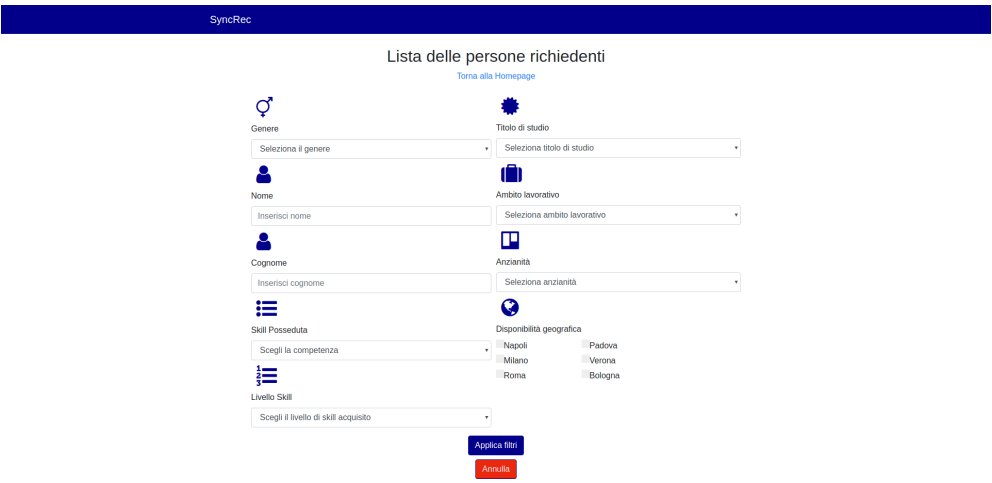 SyncRec
Lista delle persone richiedenti
Torna alla Homepage
Genere
Seleziona il genere
Nome
Inserisci nome
Cognome
Inserisci cognome
Skill Posseduta
Scegli la competenza
1
2
3
Livello Skill
Scegli il livello di skill acquisito
Titolo di studio
Seleziona titolo di studio
Ambito lavorativo
Seleziona ambito lavorativo
Anzianità
Seleziona anzianità
Disponibilità geografica
Napoli Padova
Milano Verona
Roma Bologna
Applica filtri
Annulla